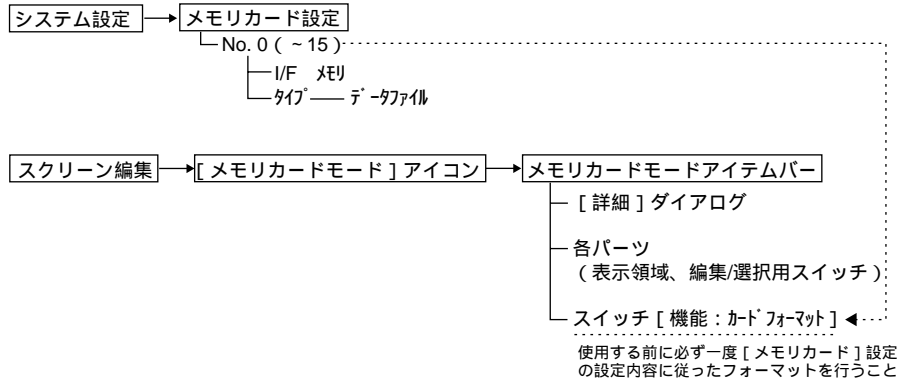 システム設定 メモリカード設定
No. 0 ( ~ 15 )
I/F ﾒﾓﾘ
ﾀｲﾌﾟ ﾃﾞｰﾀﾌｧｲﾙ
スクリーン編集 [ メモリカードモード ] アイコン メモリカードモードアイテムバー
[ 詳細 ] ダイアログ
各パーツ
( 表示領域、編集/選択用スイッチ )
スイッチ [ 機能 : ｶｰﾄﾞﾌｫｰﾏｯﾄ ]
使用する前に必ず一度 [ メモリカード ] 設定
の設定内容に従ったフォーマットを行うこと